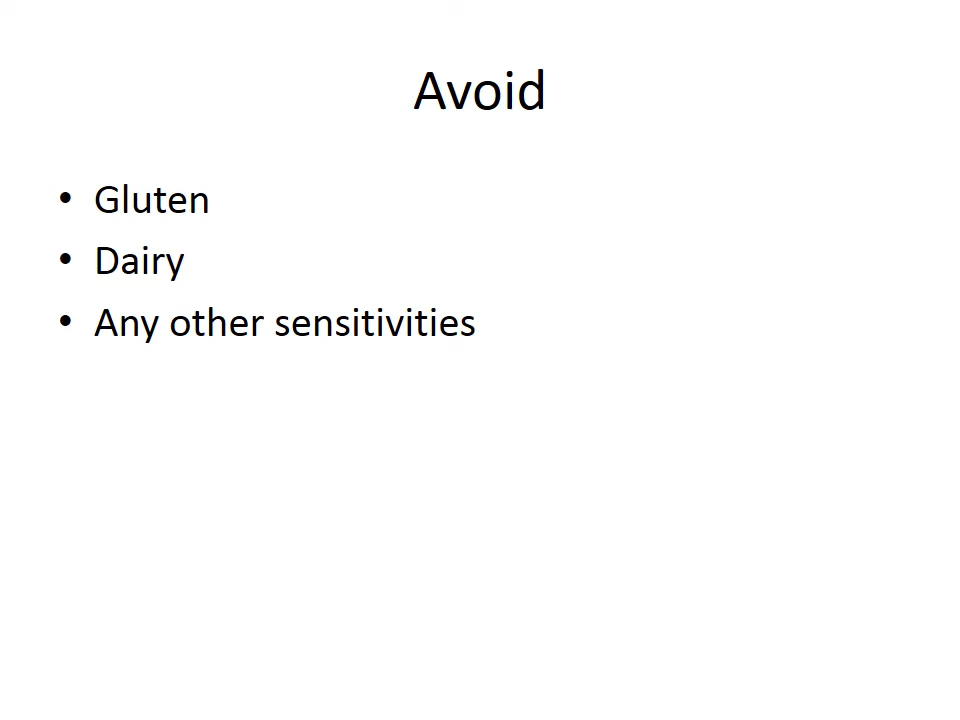 Avoid
• Gluten
• Dairy
• Any other sensitivities